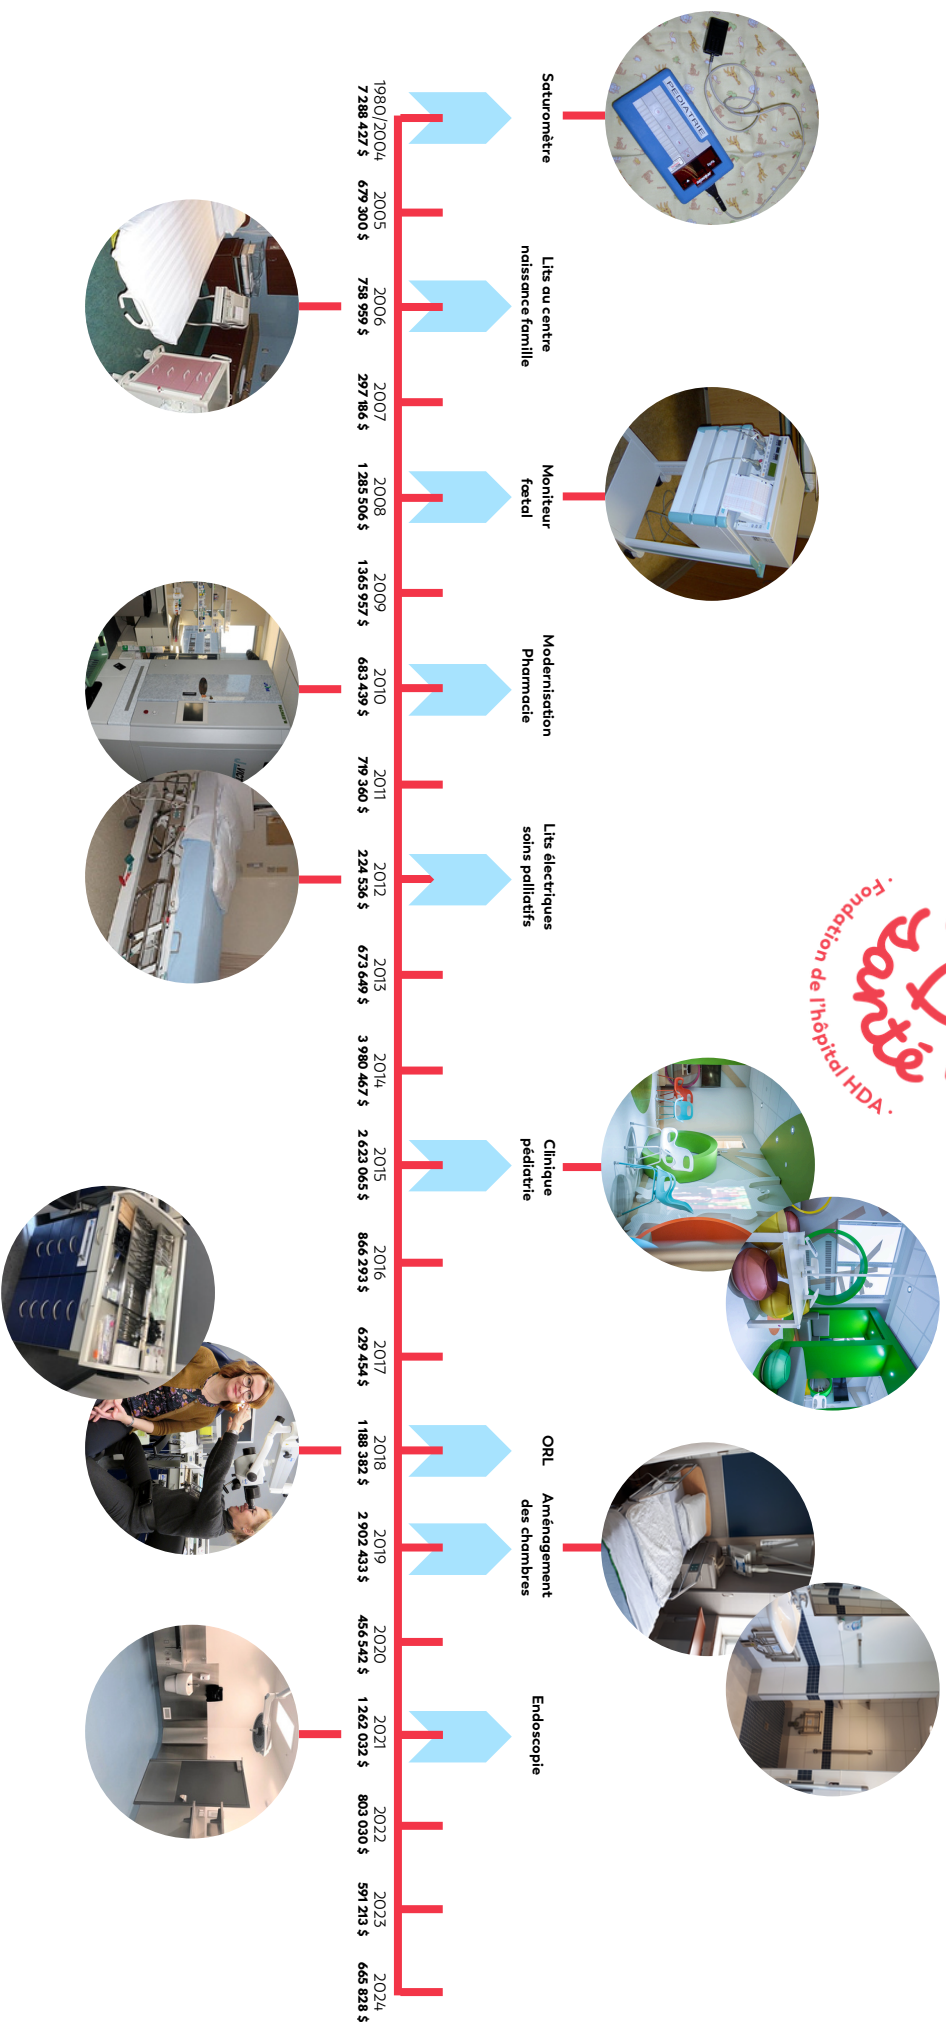 Saturomètre
Lits au centre
naissance famille
Moniteur
fœtal
Modernisation
Pharmacie
Lits électriques
soins palliatifs
Clinique
pédiatrie
ORL
Aménagement
des chambres
Endoscopie
1980/2004
7 288 427 $
2005
679 300 $
2006
758 959 $
2007
297 186 $
2008
1 285 506 $
2009
1 365 957 $
2010
683 439 $
2011
719 360 $
2012
224 536 $
2013
673 649 $
2014
3 980 467 $
2015
2 623 065 $
2016
866 293 $
2017
629 454 $
2018
1 188 382 $
2019
2 902 433 $
2020
456 542 $
2021
1 262 032 $
2022
803 030 $
2023
591 213 $
2024
665 828 $
PÉDIATRIE
santé
· Fondation de l'hôpital HDA ·